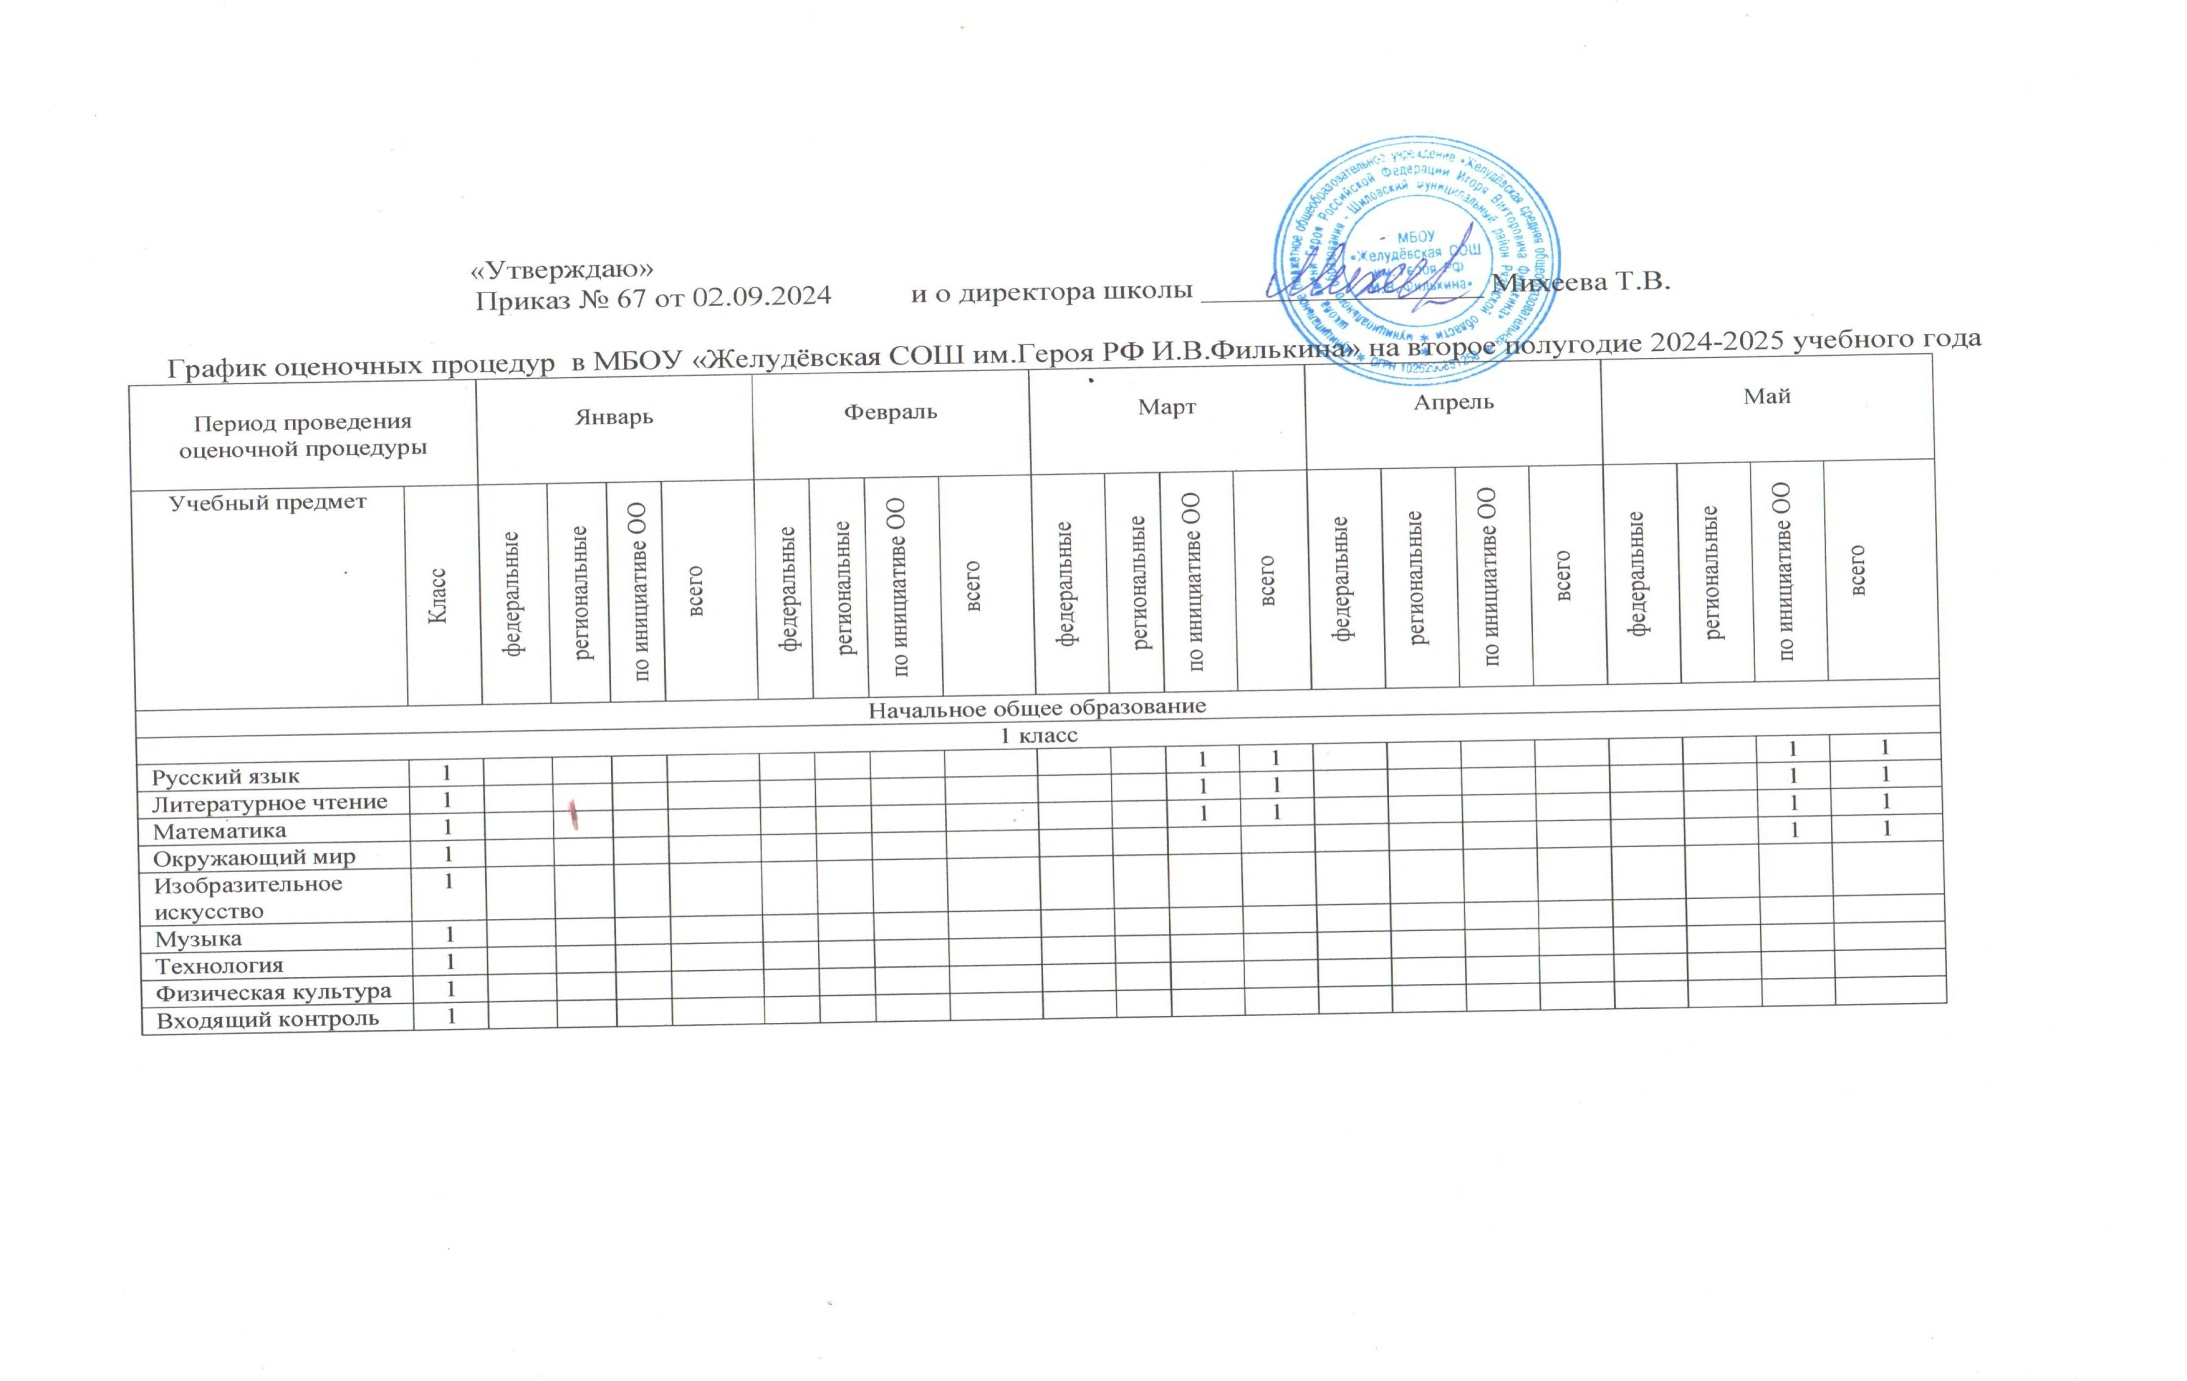 «Утверждаю»
Приказ № 67 от 02.09.2024 и о директора школы ____________________ Михеева Т.В.
График оценочных процедур в МБОУ «Желудёвская СОШ им.Героя РФ И.В.Филькина» на второе полугодие 2024-2025 учебного года
Период проведения оценочной процедуры Январь Февраль Март Апрель Май
Учебный предмет Класс федеральные региональные по инициативе ОО всего федеральные региональные по инициативе ОО всего федеральные региональные по инициативе ОО всего федеральные региональные по инициативе ОО всего федеральные региональные по инициативе ОО всего
Начальное общее образование
1 класс
Русский язык 1 1 1 1 1
Литературное чтение 1 1 1 1 1
Математика 1 1 1 1 1
Окружающий мир 1 1 1
Изобразительное искусство 1
Музыка 1
Технология 1
Физическая культура 1
Входящий контроль 1
МБОУ
«Желудёвская СОШ